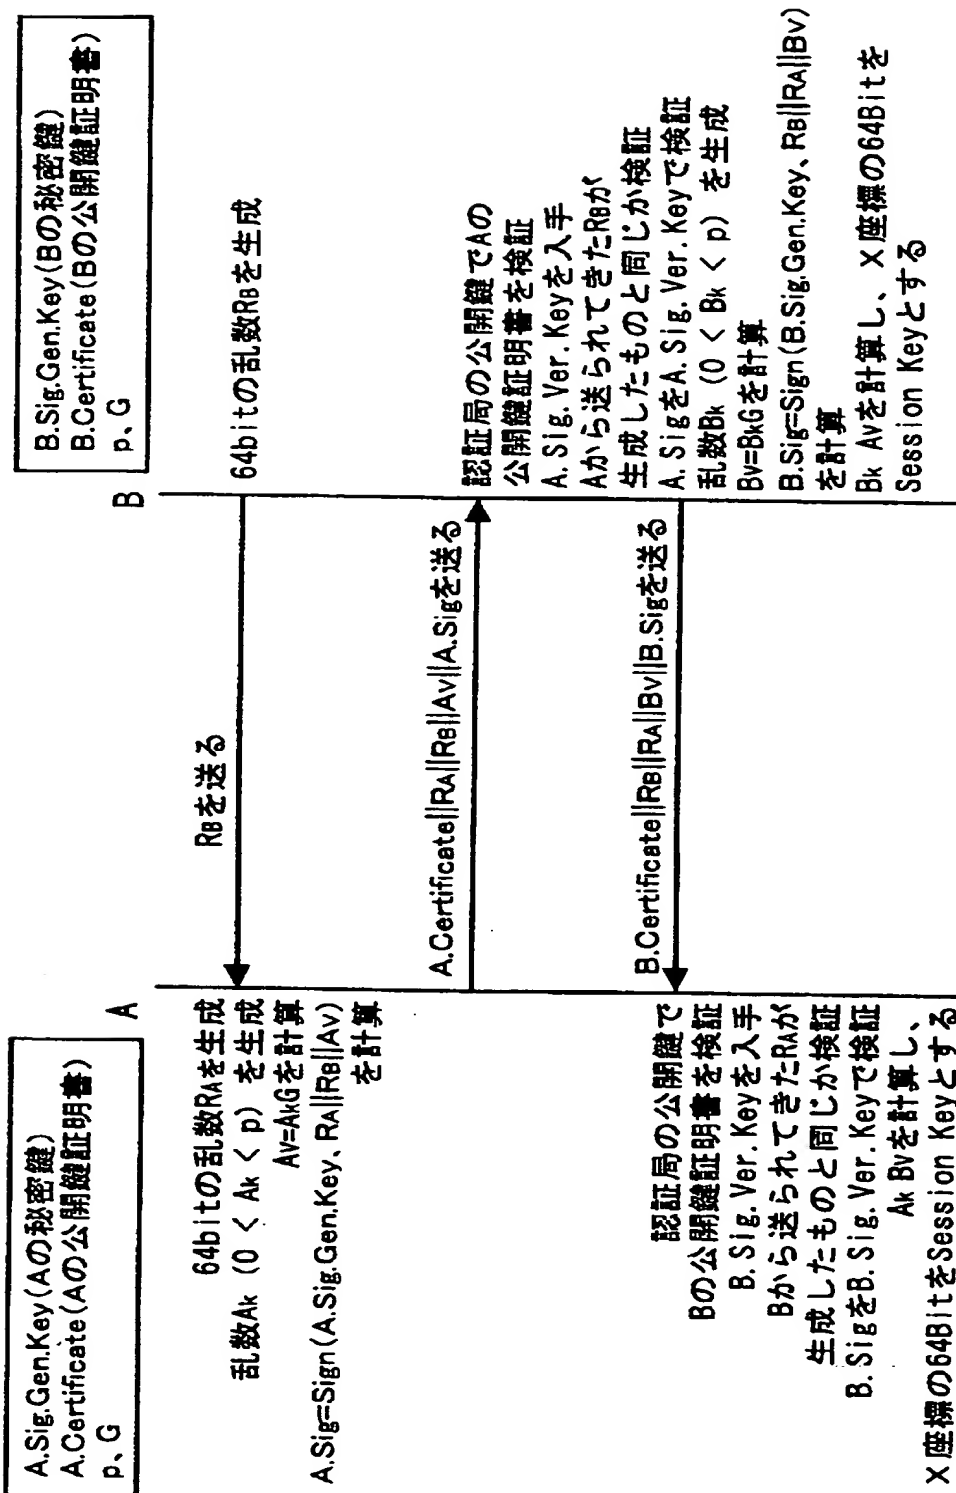 A.Sig.Gen.Key(Aの秘密鍵)
A.Certificate(Aの公開鍵証明書)
p、G
B.Sig.Gen.Key(Bの秘密鍵)
B.Certificate(Bの公開鍵証明書)
p、G
A
B
64bitの乱数RBを生成
RBを送る
64bitの乱数RAを生成
乱数Ak (0 < Ak < p) を生成
Av=AkGを計算
A.Sig=Sign(A.Sig.Gen.Key、RA||RB||Av)
を計算
A.Certificate||RA||RB||Av||A.Sigを送る
認証局の公開鍵でAの
公開鍵証明書を検証
A.Sig.Ver.Keyを入手
Aから送られてきたRBが
生成したものと同じか検証
A.SigをA.Sig.Ver.Keyで検証
乱数Bk (0 < Bk < p) を生成
Bv=BkGを計算
B.Sig=Sign(B.Sig.Gen.Key、RB||RA||Bv)
を計算
Bk Avを計算し、X座標の64Bitを
Session Keyとする
B.Certificate||RB||RA||Bv||B.Sigを送る
認証局の公開鍵で
Bの公開鍵証明書を検証
B.Sig.Ver.Keyを入手
Bから送られてきたRAが
生成したものと同じか検証
B.SigをB.Sig.Ver.Keyで検証
Ak Bvを計算し、
X座標の64BitをSession Keyとする